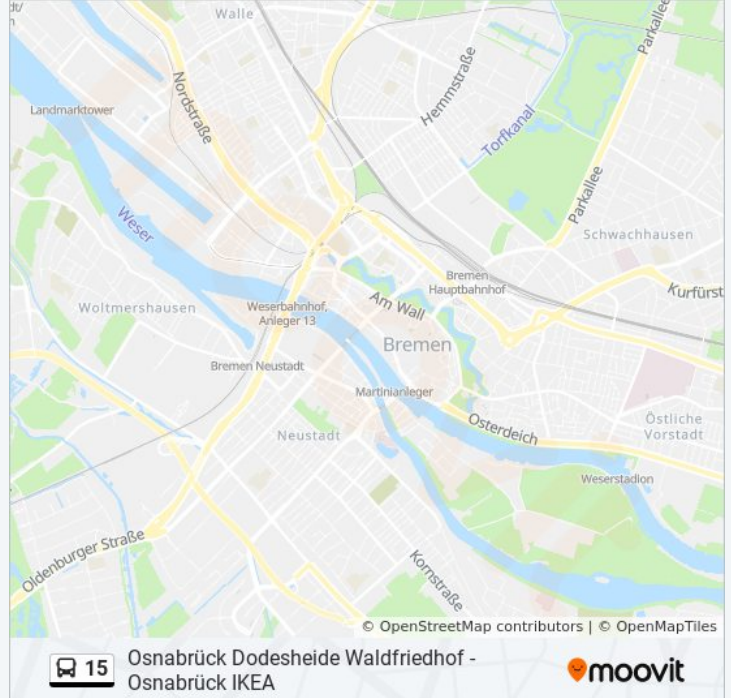 Walle
Parkallee
Hemmstraße
Nordstraße
Landmarktower
Torfkanal
Parkallee
Weser
Schwachhausen
Bremen
Hauptbahnhof
Kurfürst
Woltmershausen
Weserbahnhof,
Anleger 13
Am Wall
Bremen
Bremen Neustadt
Martinianleger
Osterdeich
Östliche
Vorstadt
Neustadt
Weserstadion
Oldenburger Straße
Kornstraße
© OpenStreetMap contributors | © OpenMapTiles
15
Osnabrück Dodesheide Waldfriedhof -
Osnabrück IKEA
moovit